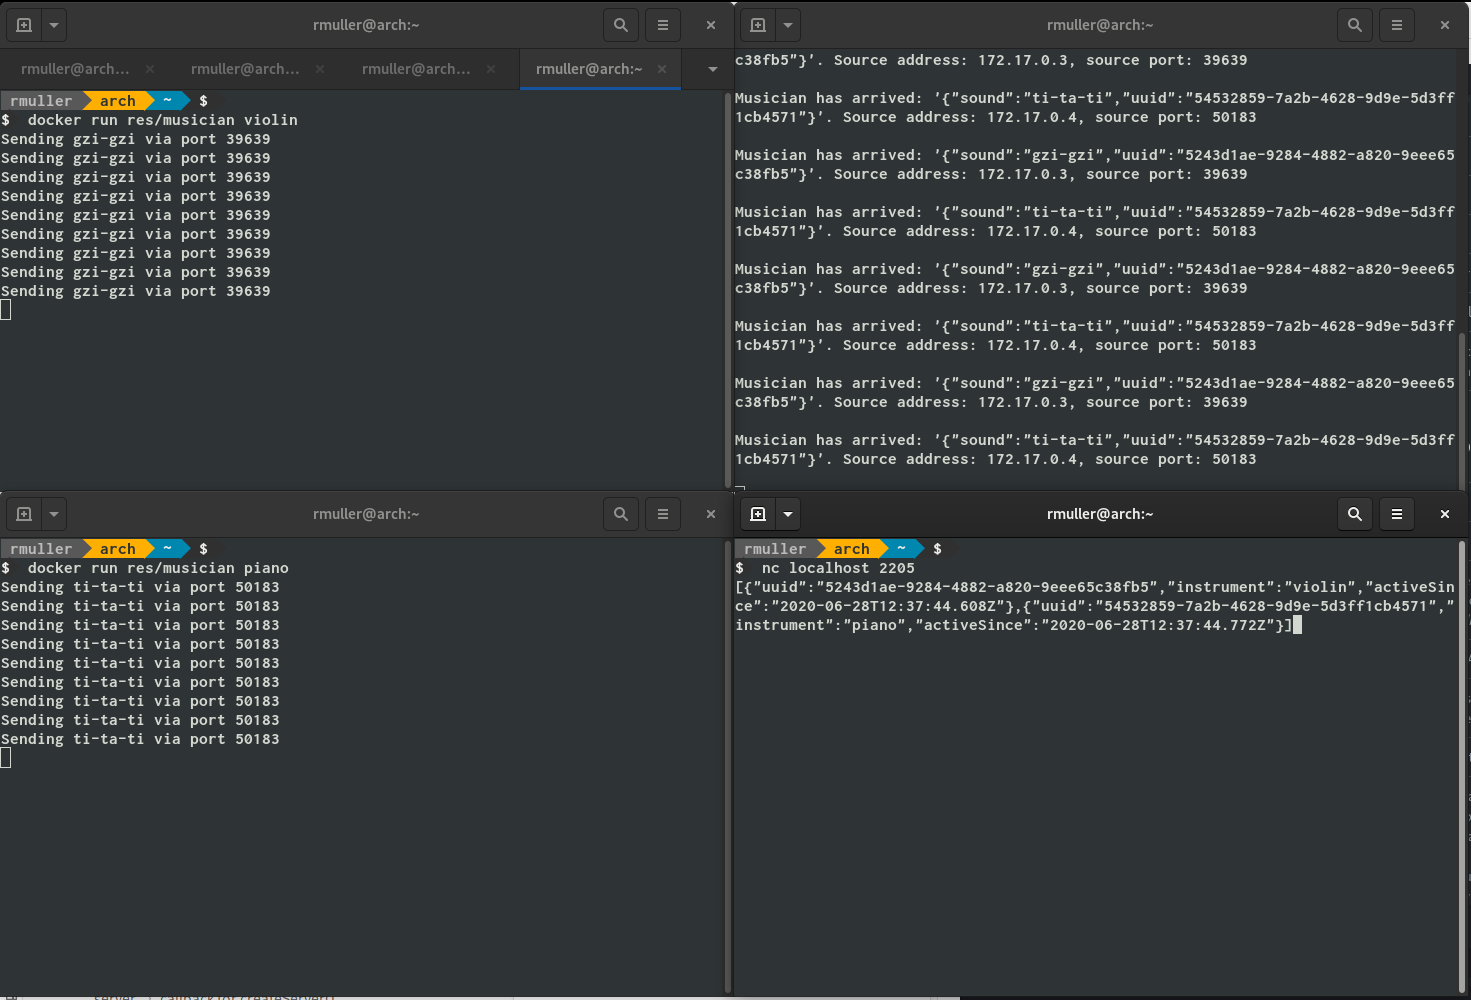 rmuller@arch:~
rmuller@arch... rmuller@arch... rmuller@arch... rmuller@arch:~
rmuller arch ~ $
$ docker run res/musician violin
Sending gzi-gzi via port 39639
Sending gzi-gzi via port 39639
Sending gzi-gzi via port 39639
Sending gzi-gzi via port 39639
Sending gzi-gzi via port 39639
Sending gzi-gzi via port 39639
Sending gzi-gzi via port 39639
Sending gzi-gzi via port 39639
Sending gzi-gzi via port 39639
rmuller@arch:~
c38fb5"}'. Source address: 172.17.0.3, source port: 39639
Musician has arrived: '{"sound":"ti-ta-ti","uuid":"54532859-7a2b-4628-9d9e-5d3ff
1cb4571"}'. Source address: 172.17.0.4, source port: 50183
Musician has arrived: '{"sound":"gzi-gzi","uuid":"5243d1ae-9284-4882-a820-9eee65
c38fb5"}'. Source address: 172.17.0.3, source port: 39639
Musician has arrived: '{"sound":"ti-ta-ti","uuid":"54532859-7a2b-4628-9d9e-5d3ff
1cb4571"}'. Source address: 172.17.0.4, source port: 50183
Musician has arrived: '{"sound":"gzi-gzi","uuid":"5243d1ae-9284-4882-a820-9eee65
c38fb5"}'. Source address: 172.17.0.3, source port: 39639
Musician has arrived: '{"sound":"ti-ta-ti","uuid":"54532859-7a2b-4628-9d9e-5d3ff
1cb4571"}'. Source address: 172.17.0.4, source port: 50183
Musician has arrived: '{"sound":"gzi-gzi","uuid":"5243d1ae-9284-4882-a820-9eee65
c38fb5"}'. Source address: 172.17.0.3, source port: 39639
Musician has arrived: '{"sound":"ti-ta-ti","uuid":"54532859-7a2b-4628-9d9e-5d3ff
1cb4571"}'. Source address: 172.17.0.4, source port: 50183
rmuller@arch:~
rmuller arch ~ $
$ docker run res/musician piano
Sending ti-ta-ti via port 50183
Sending ti-ta-ti via port 50183
Sending ti-ta-ti via port 50183
Sending ti-ta-ti via port 50183
Sending ti-ta-ti via port 50183
Sending ti-ta-ti via port 50183
Sending ti-ta-ti via port 50183
Sending ti-ta-ti via port 50183
Sending ti-ta-ti via port 50183
rmuller@arch:~
rmuller arch ~ $
$ nc localhost 2205
[{"uuid":"5243d1ae-9284-4882-a820-9eee65c38fb5","instrument":"violin","activeSin
ce":"2020-06-28T12:37:44.608Z"},{"uuid":"54532859-7a2b-4628-9d9e-5d3ff1cb4571","
instrument":"piano","activeSince":"2020-06-28T12:37:44.772Z"}]